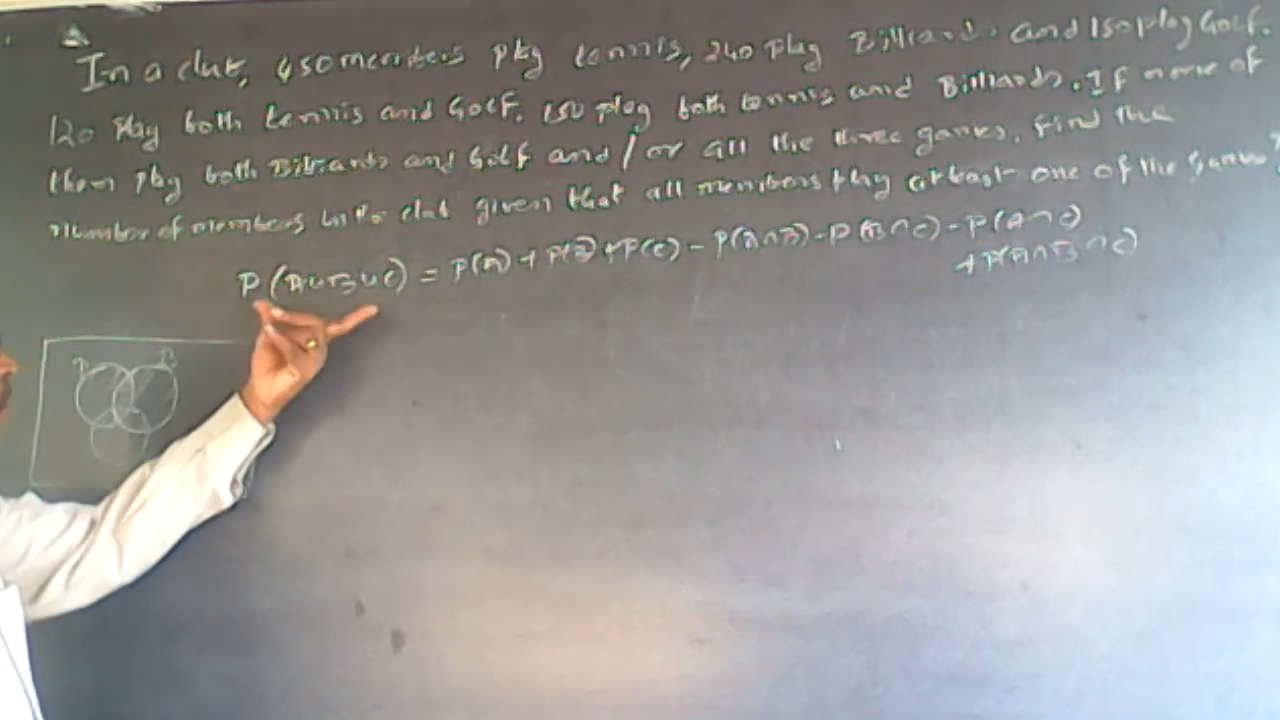 In a club, 450 members play tennis, 240 play Billiards and 150 play Golf.
120 play both tennis and Golf, 150 play both tennis and Billiards. If none of
them play both Billiards and Golf and/or all the three games, find the
number of members in the club given that all members play atleast one of the games?
P(A∪B∪C) = P(A) + P(B) + P(C) - P(A∩B) - P(B∩C) - P(A∩C)
+ P(A∩B∩C)